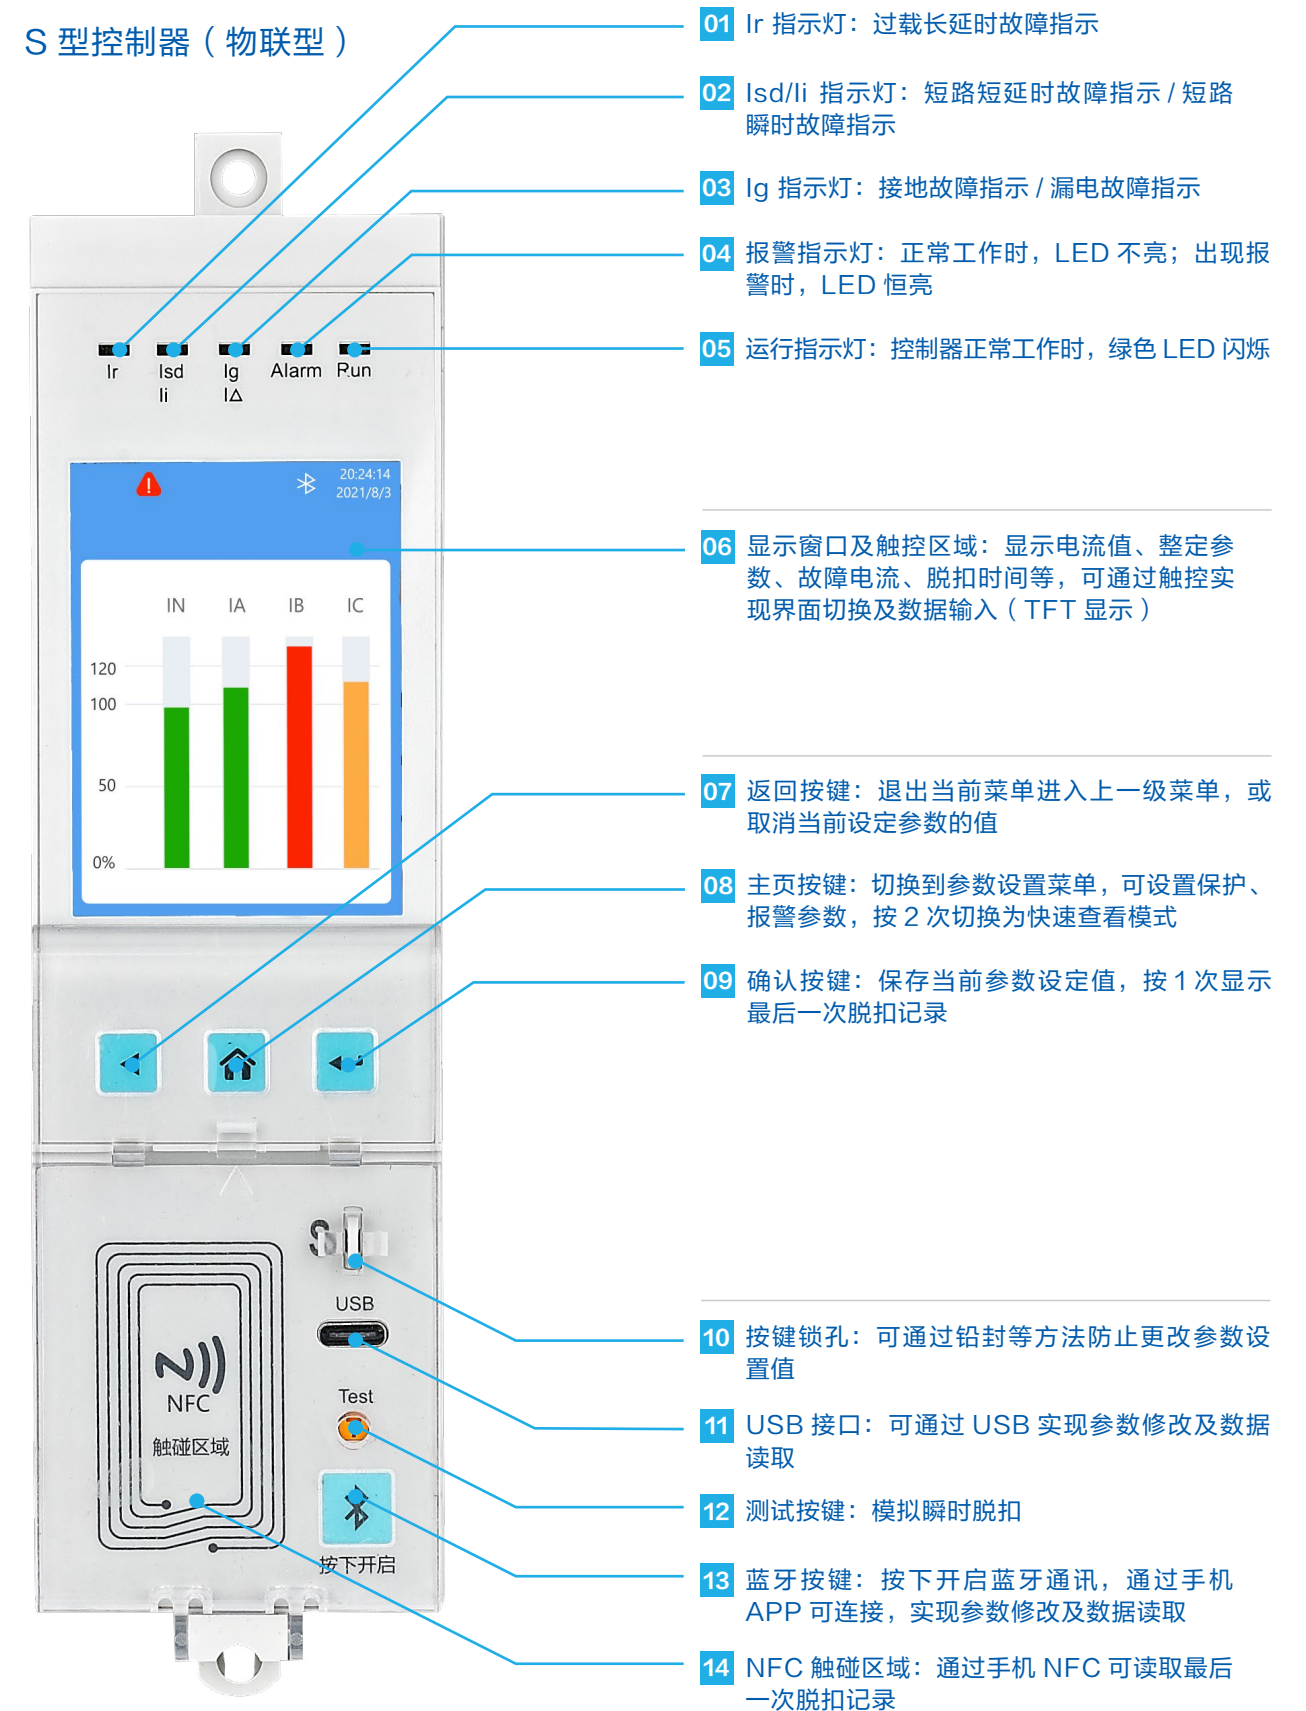 S 型控制器（物联型）
01 Ir 指示灯：过载长延时故障指示
02 Isd/Ii 指示灯：短路短延时故障指示 / 短路
瞬时故障指示
03 Ig 指示灯：接地故障指示 / 漏电故障指示
04 报警指示灯：正常工作时，LED 不亮；出现报
警时，LED 恒亮
05 运行指示灯：控制器正常工作时，绿色 LED 闪烁
Ir Isd Ig Alarm Run
Ii I△
20:24:14
2021/8/3
IN IA IB IC
120
100
50
0%
06 显示窗口及触控区域：显示电流值、整定参
数、故障电流、脱扣时间等，可通过触控实
现界面切换及数据输入（TFT 显示）
07 返回按键：退出当前菜单进入上一级菜单，或
取消当前设定参数的值
08 主页按键：切换到参数设置菜单，可设置保护、
报警参数，按 2 次切换为快速查看模式
09 确认按键：保存当前参数设定值，按 1 次显示
最后一次脱扣记录
S
USB
Test
NFC
触碰区域
按下开启
10 按键锁孔：可通过铅封等方法防止更改参数设
置值
11 USB 接口：可通过 USB 实现参数修改及数据
读取
12 测试按键：模拟瞬时脱扣
13 蓝牙按键：按下开启蓝牙通讯，通过手机
APP 可连接，实现参数修改及数据读取
14 NFC 触碰区域：通过手机 NFC 可读取最后
一次脱扣记录